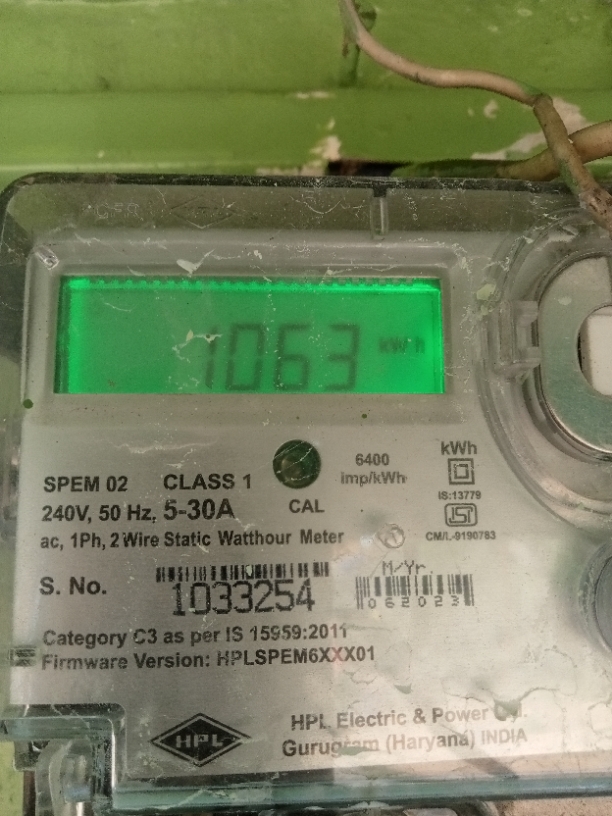 1063 kWh
SPEM 02 CLASS 1
240V, 50 Hz, 5-30A
ac, 1Ph, 2 Wire Static Watthour Meter
CAL
6400
imp/kWh
kWh
IS:13779
ISI
CM/L-9190783
S. No. 1033254
M/Yr.
062023
Category C3 as per IS 15959:2011
Firmware Version: HPLSPEM6XXX01
HPL
HPL Electric & Power
Gurugram (Haryana) INDIA